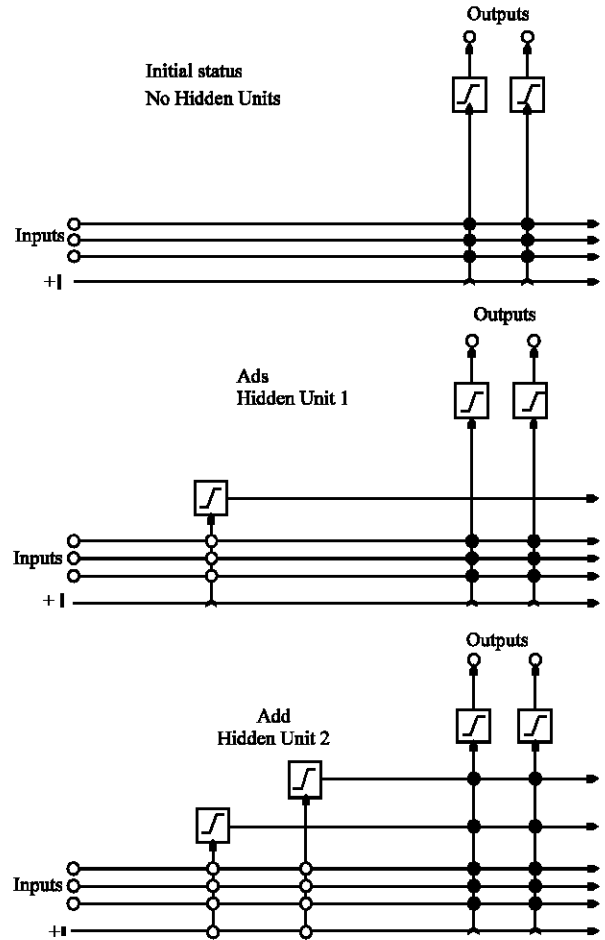 Outputs
Initial status
No Hidden Units
Inputs
+1
Outputs
Ads
Hidden Unit 1
Inputs
+1
Outputs
Add
Hidden Unit 2
Inputs
+